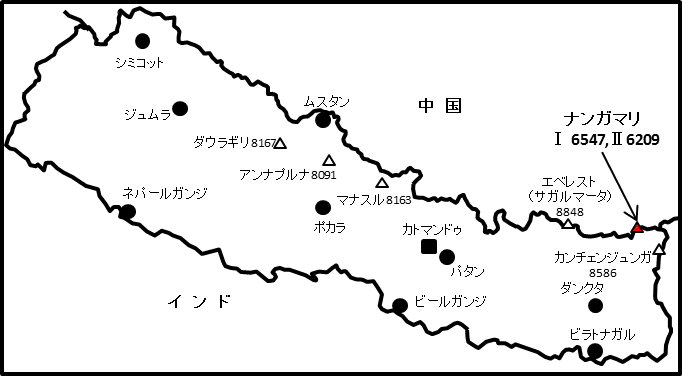 シミコット
ジュムラ
ムスタン
中 国
ナンガマリ
Ⅰ 6547,Ⅱ6209
ダウラギリ8167
アンナプルナ8091
マナスル8163
エベレスト
（サガルマータ）
8848
ネパールガンジ
ポカラ
カトマンドゥ
パタン
カンチェンジュンガ
8586
インド
ビールガンジ
ダンクタ
ビラトナガル